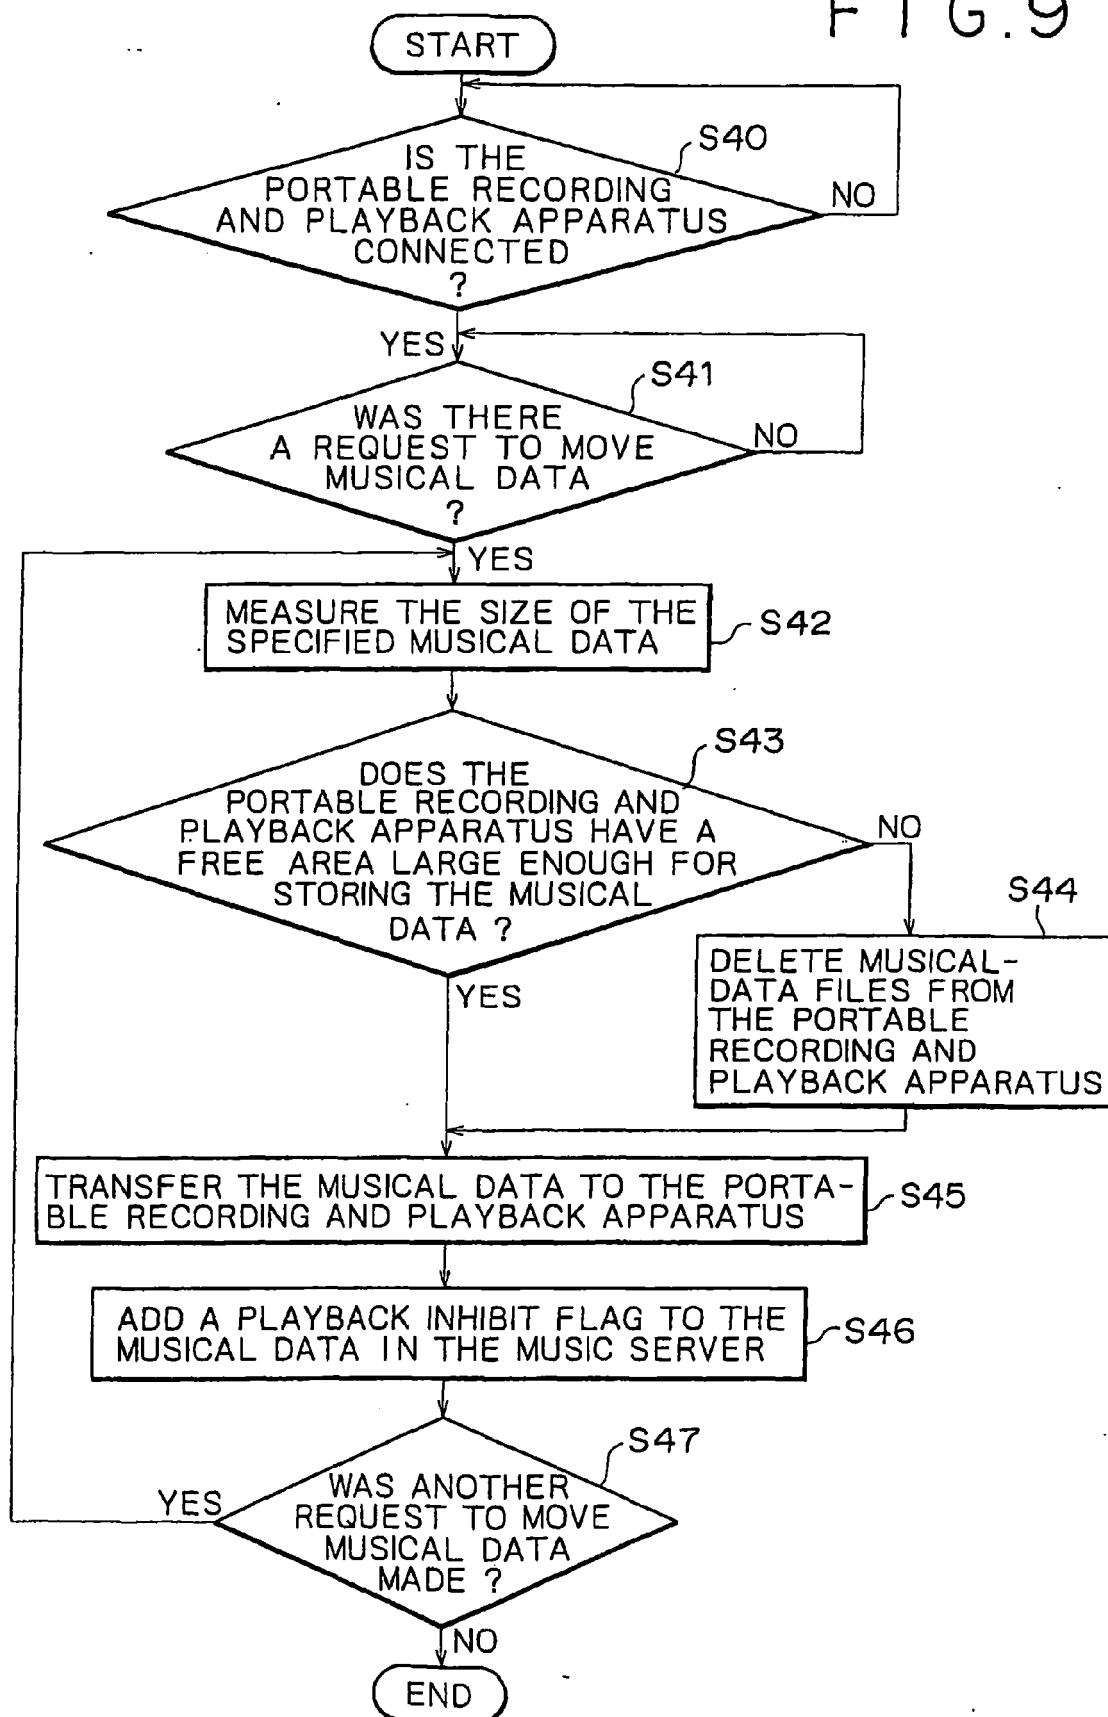 FIG.9
START
S40
IS THE
PORTABLE RECORDING
AND PLAYBACK APPARATUS
CONNECTED
?
NO
YES
S41
WAS THERE
A REQUEST TO MOVE
MUSICAL DATA
?
NO
YES
MEASURE THE SIZE OF THE
SPECIFIED MUSICAL DATA
S42
S43
DOES THE
PORTABLE RECORDING AND
PLAYBACK APPARATUS HAVE A
FREE AREA LARGE ENOUGH FOR
STORING THE MUSICAL
DATA ?
NO
YES
S44
DELETE MUSICAL-
DATA FILES FROM
THE PORTABLE
RECORDING AND
PLAYBACK APPARATUS
TRANSFER THE MUSICAL DATA TO THE PORTA-
BLE RECORDING AND PLAYBACK APPARATUS
S45
ADD A PLAYBACK INHIBIT FLAG TO THE
MUSICAL DATA IN THE MUSIC SERVER
S46
S47
WAS ANOTHER
REQUEST TO MOVE
MUSICAL DATA
MADE ?
YES
NO
END